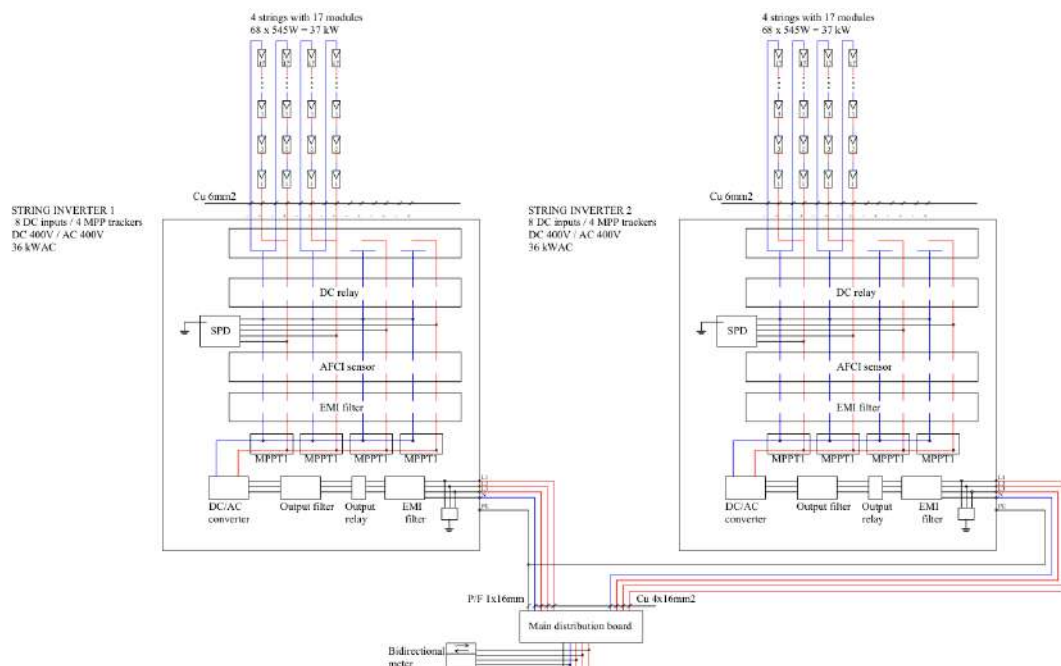 4 strings with 17 modules
68 x 545W = 37 kW
4 strings with 17 modules
68 x 545W = 37 kW
Cu 6mm2
Cu 6mm2
STRING INVERTER 1
8 DC inputs / 4 MPP trackers
DC 400V / AC 400V
36 kWAC
STRING INVERTER 2
8 DC inputs / 4 MPP trackers
DC 400V / AC 400V
36 kWAC
DC relay
DC relay
SPD
SPD
AFCI sensor
AFCI sensor
EMI filter
EMI filter
MPPT1 MPPT1 MPPT1 MPPT1
MPPT1 MPPT1 MPPT1 MPPT1
DC/AC
converter
Output filter
Output
relay
EMI
filter
PE
DC/AC
converter
Output filter
Output
relay
EMI
filter
PE
P/F 1x16mm
Cu 4x16mm2
Main distribution board
Bidirectional
meter